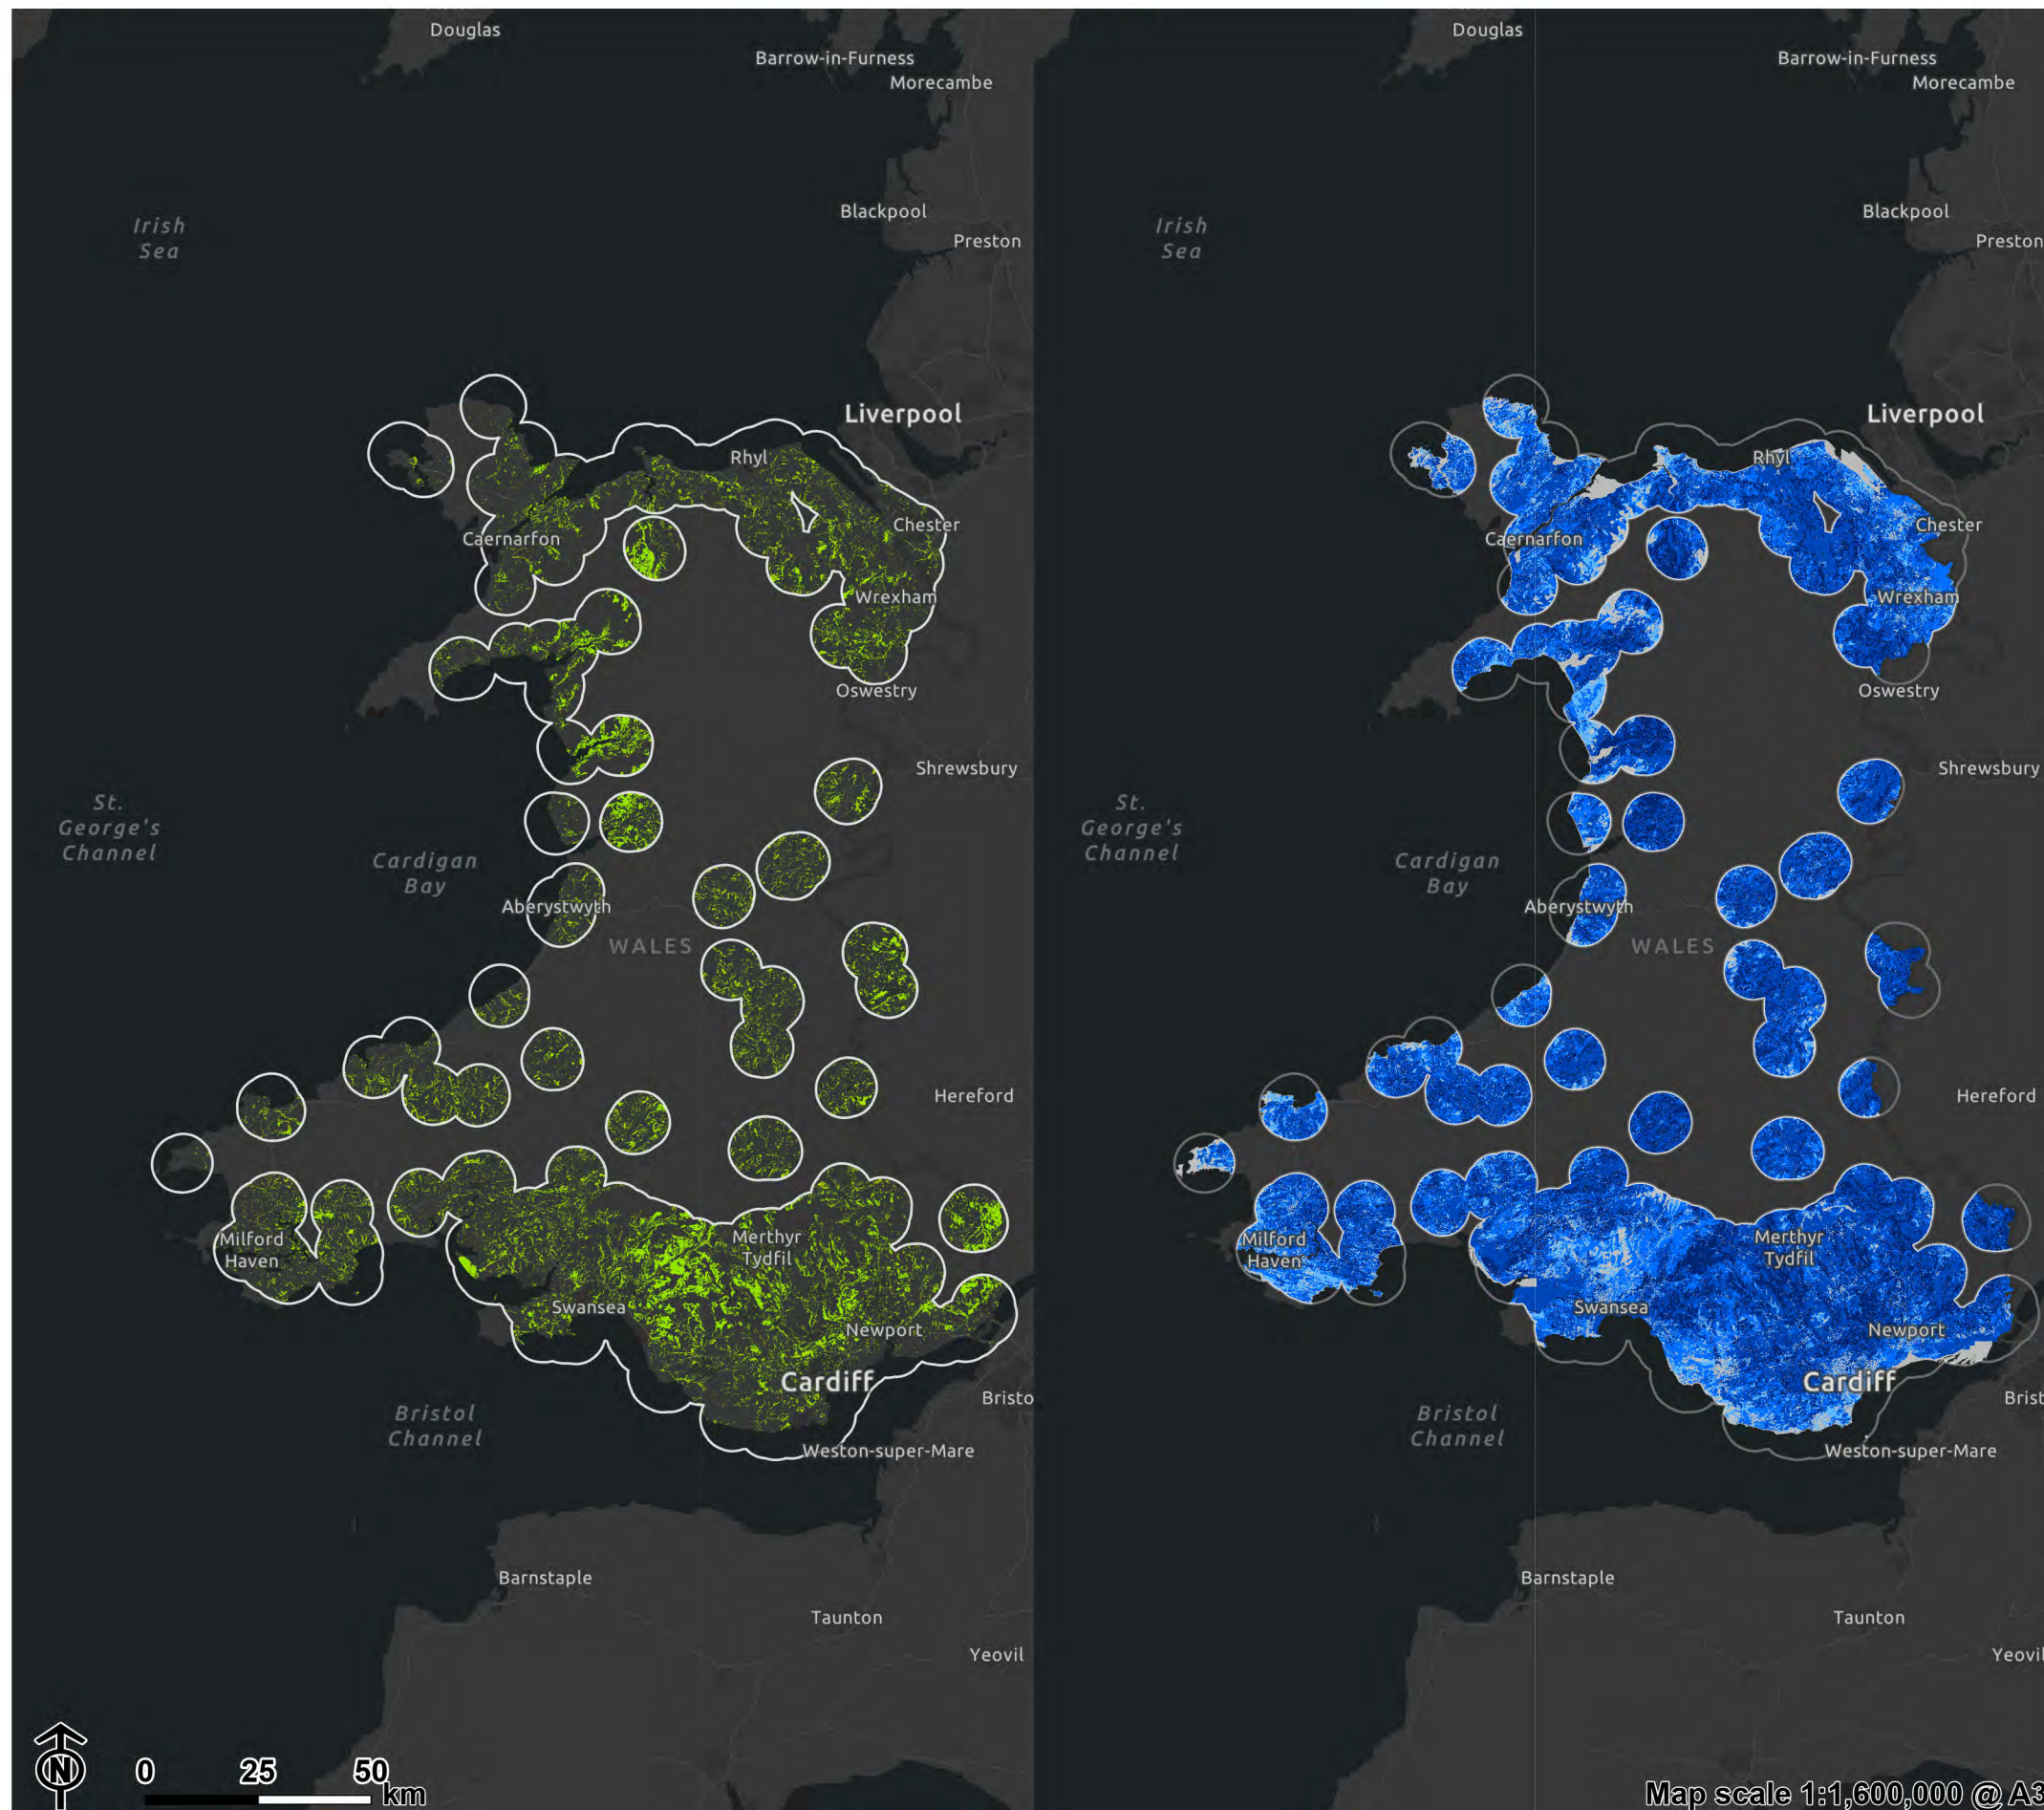 Douglas
Barrow-in-Furness
Morecambe
Irish
Sea
Blackpool
Preston
Liverpool
Rhyl
Chester
Caernarfon
Wrexham
Oswestry
Shrewsbury
St.
George's
Channel
Cardigan
Bay
Aberystwyth
WALES
Hereford
Milford
Haven
Merthyr
Tydfil
Swansea
Newport
Cardiff
Bristo
Bristol
Channel
Weston-super-Mare
Barnstaple
Taunton
Yeovil
N
0 25 50
km
Douglas
Barrow-in-Furness
Morecambe
Irish
Sea
Blackpool
Preston
Liverpool
Rhyl
Chester
Caernarfon
Wrexham
Oswestry
Shrewsbury
St.
George's
Channel
Cardigan
Bay
Aberystwyth
WALES
Hereford
Milford
Haven
Merthyr
Tydfil
Swansea
Newport
Cardiff
Brist
Bristol
Channel
Weston-super-Mare
Barnstaple
Taunton
Yeovil
Map scale 1:1,600,000 @ A3